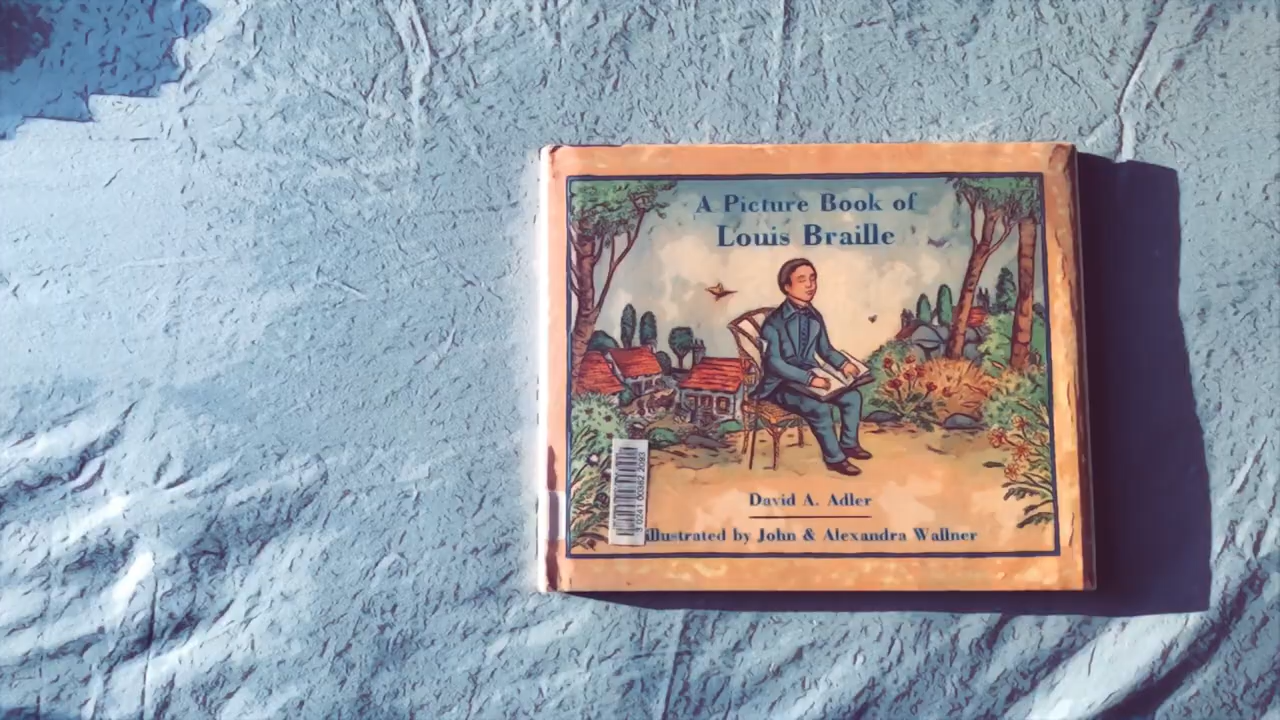 A Picture Book of
Louis Braille
David A. Adler
Illustrated by John & Alexandra Wallner